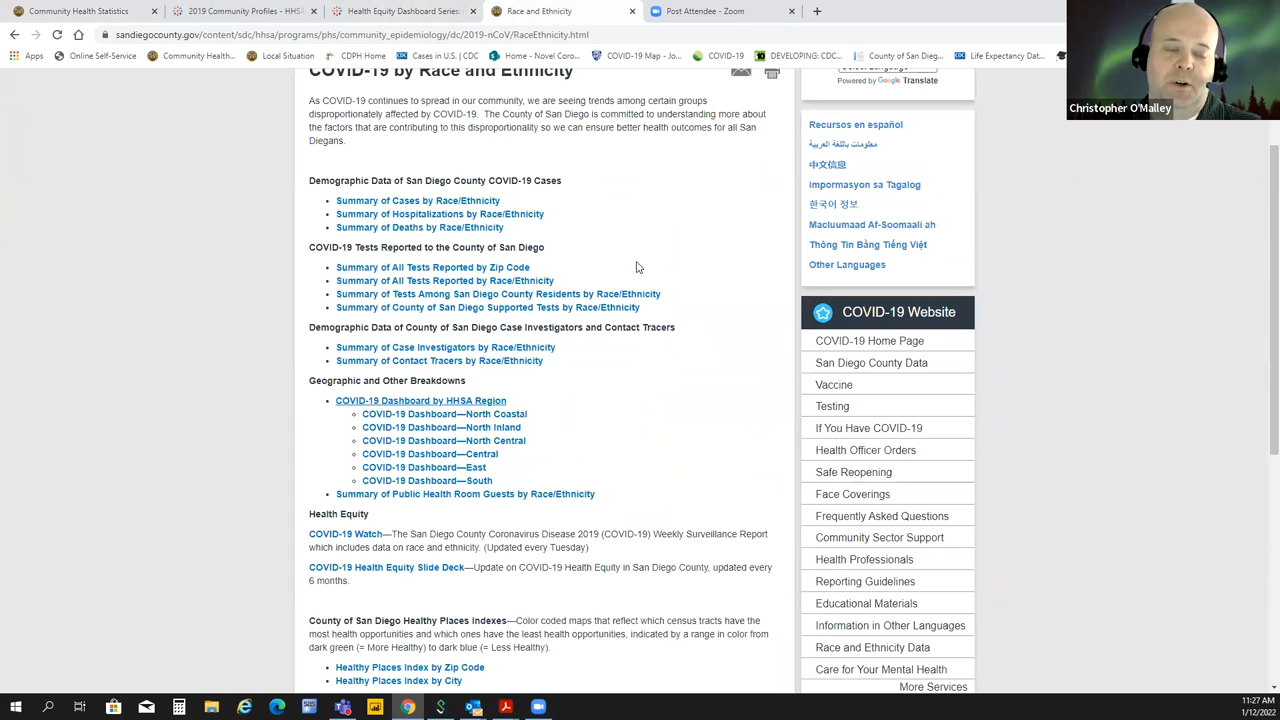 Community Health Statistics
2019 Community Profiles - HHSA
Health Equity Dashboard Series:
Race and Ethnicity
Post Attendee - Zoom
sandiegocounty.gov/content/sdc/hhsa/programs/phs/community_epidemiology/dc/2019-nCoV/RaceEthnicity.html
Apps
Online Self-Service
Community Health...
Local Situation
CDPH Home
Cases in U.S. | CDC
Home - Novel Coro...
COVID-19 Map - Jo...
COVID-19
DEVELOPING: CDC...
County of San Dieg...
Life Expectancy Dat...
Christopher O'Malley
COVID-19 by Race and Ethnicity
As COVID-19 continues to spread in our community, we are seeing trends among certain groups
disproportionately affected by COVID-19. The County of San Diego is committed to understanding more about
the factors that are contributing to this disproportionality so we can ensure better health outcomes for all San
Diegans.
Demographic Data of San Diego County COVID-19 Cases
Summary of Cases by Race/Ethnicity
Summary of Hospitalizations by Race/Ethnicity
Summary of Deaths by Race/Ethnicity
COVID-19 Tests Reported to the County of San Diego
Summary of All Tests Reported by Zip Code
Summary of All Tests Reported by Race/Ethnicity
Summary of Tests Among San Diego County Residents by Race/Ethnicity
Summary of County of San Diego Supported Tests by Race/Ethnicity
Demographic Data of County of San Diego Case Investigators and Contact Tracers
Summary of Case Investigators by Race/Ethnicity
Summary of Contact Tracers by Race/Ethnicity
Geographic and Other Breakdowns
COVID-19 Dashboard by HHSA Region
COVID-19 Dashboard—North Coastal
COVID-19 Dashboard—North Inland
COVID-19 Dashboard—North Central
COVID-19 Dashboard—Central
COVID-19 Dashboard—East
COVID-19 Dashboard—South
Summary of Public Health Room Guests by Race/Ethnicity
Health Equity
COVID-19 Watch—The San Diego County Coronavirus Disease 2019 (COVID-19) Weekly Surveillance Report
which includes data on race and ethnicity. (Updated every Tuesday)
COVID-19 Health Equity Slide Deck—Update on COVID-19 Health Equity in San Diego County, updated every
6 months.
County of San Diego Healthy Places Indexes—Color coded maps that reflect which census tracts have the
most health opportunities and which ones have the least health opportunities, indicated by a range in color from
dark green (= More Healthy) to dark blue (= Less Healthy).
Healthy Places Index by Zip Code
Healthy Places Index by City
Powered by Google Translate
Recursos en español
معلومات باللغة العربية
中文信息
Impormasyon sa Tagalog
한국어 정보
Macluumaad Af-Soomaali ah
Thông Tin Bằng Tiếng Việt
Other Languages
COVID-19 Website
COVID-19 Home Page
San Diego County Data
Vaccine
Testing
If You Have COVID-19
Health Officer Orders
Safe Reopening
Face Coverings
Frequently Asked Questions
Community Sector Support
Health Professionals
Reporting Guidelines
Educational Materials
Information in Other Languages
Race and Ethnicity Data
Care for Your Mental Health
More Services
11:27 AM
1/12/2022